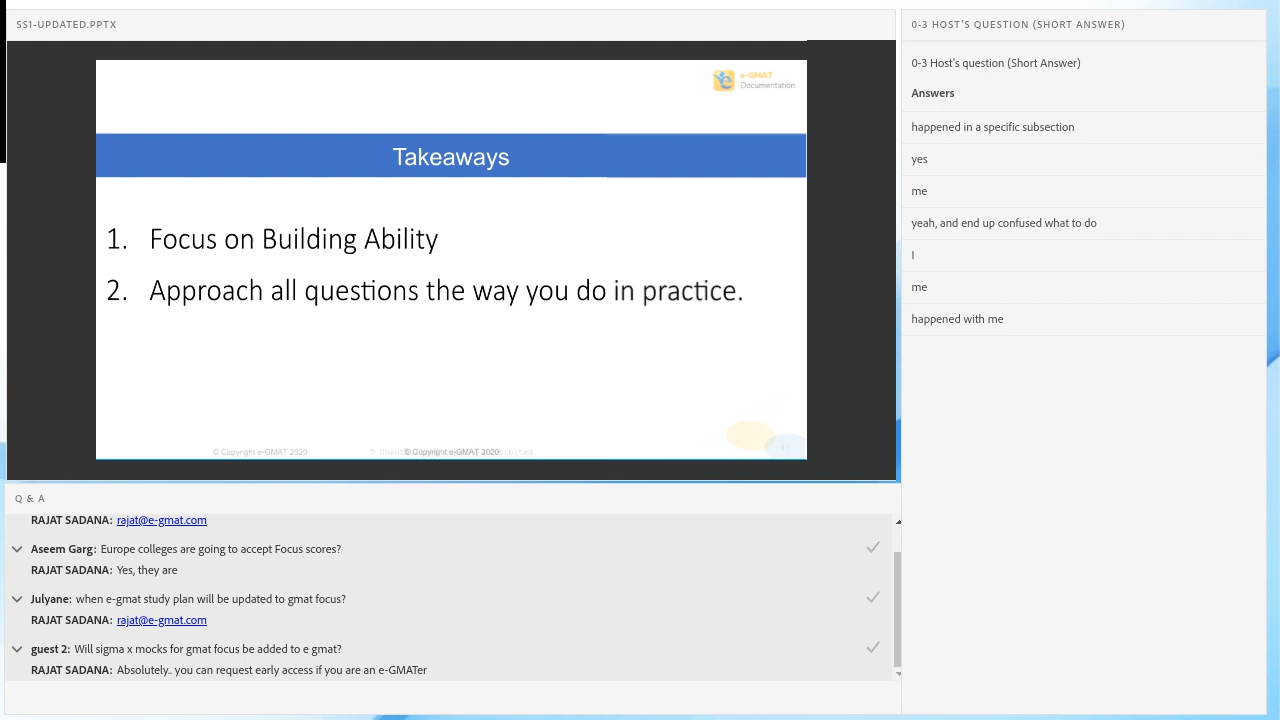 SS1-UPDATED.PPTX
e-GMAT
Documentation
Takeaways
1. Focus on Building Ability
2. Approach all questions the way you do in practice.
© Copyright e-GMAT 2020
© Copyright e-GMAT 2020
Q & A
RAJAT SADANA: rajat@e-gmat.com
Aseem Garg: Europe colleges are going to accept Focus scores?
RAJAT SADANA: Yes, they are
Julyane: when e-gmat study plan will be updated to gmat focus?
RAJAT SADANA: rajat@e-gmat.com
guest 2: Will sigma x mocks for gmat focus be added to e gmat?
RAJAT SADANA: Absolutely.. you can request early access if you are an e-GMATer
0-3 HOST'S QUESTION (SHORT ANSWER)
0-3 Host's question (Short Answer)
Answers
happened in a specific subsection
yes
me
yeah, and end up confused what to do
I
me
happened with me